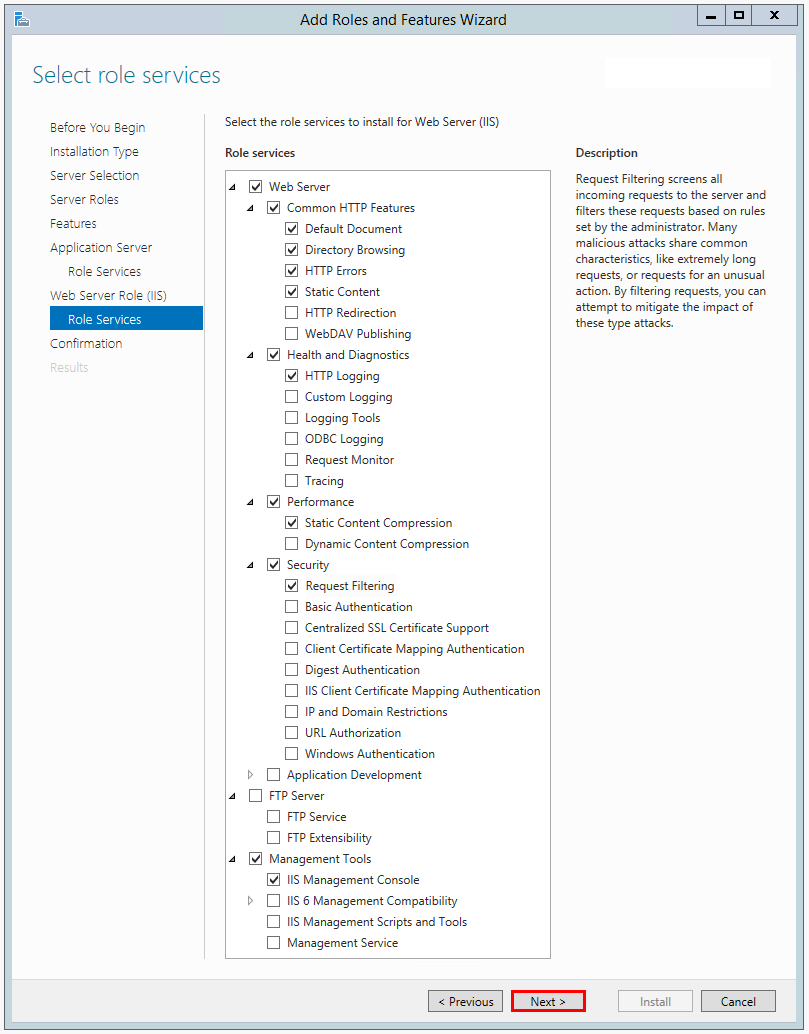 Add Roles and Features Wizard
Select role services
Before You Begin
Installation Type
Server Selection
Server Roles
Features
Application Server
Role Services
Web Server Role (IIS)
Role Services
Confirmation
Results
Select the role services to install for Web Server (IIS)
Role services
Web Server
Common HTTP Features
Default Document
Directory Browsing
HTTP Errors
Static Content
HTTP Redirection
WebDAV Publishing
Health and Diagnostics
HTTP Logging
Custom Logging
Logging Tools
ODBC Logging
Request Monitor
Tracing
Performance
Static Content Compression
Dynamic Content Compression
Security
Request Filtering
Basic Authentication
Centralized SSL Certificate Support
Client Certificate Mapping Authentication
Digest Authentication
IIS Client Certificate Mapping Authentication
IP and Domain Restrictions
URL Authorization
Windows Authentication
Application Development
FTP Server
FTP Service
FTP Extensibility
Management Tools
IIS Management Console
IIS 6 Management Compatibility
IIS Management Scripts and Tools
Management Service
Description
Request Filtering screens all
incoming requests to the server and
filters these requests based on rules
set by the administrator. Many
malicious attacks share common
characteristics, like extremely long
requests, or requests for an unusual
action. By filtering requests, you can
attempt to mitigate the impact of
these type attacks.
< Previous
Next >
Install
Cancel